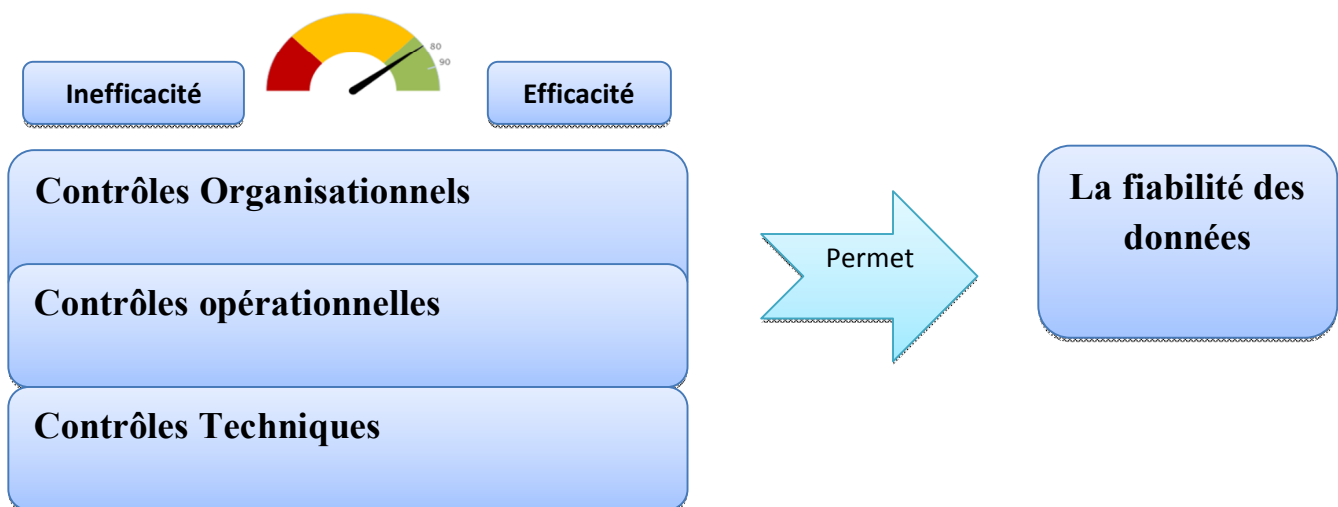 80
90
Inefficacité
Efficacité
Contrôles Organisationnels
Contrôles opérationnelles
Contrôles Techniques
Permet
La fiabilité des
données